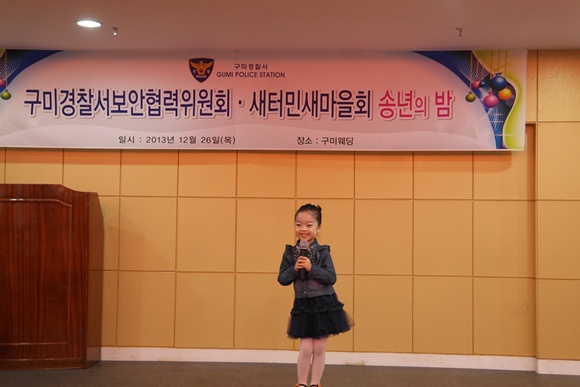 구미경찰서
GUMI POLICE STATION
구미경찰서보안협력위원회 · 새터민새마을회 송년의 밤
일시 : 2013년 12월 26일(목) 장소 : 구미웨딩